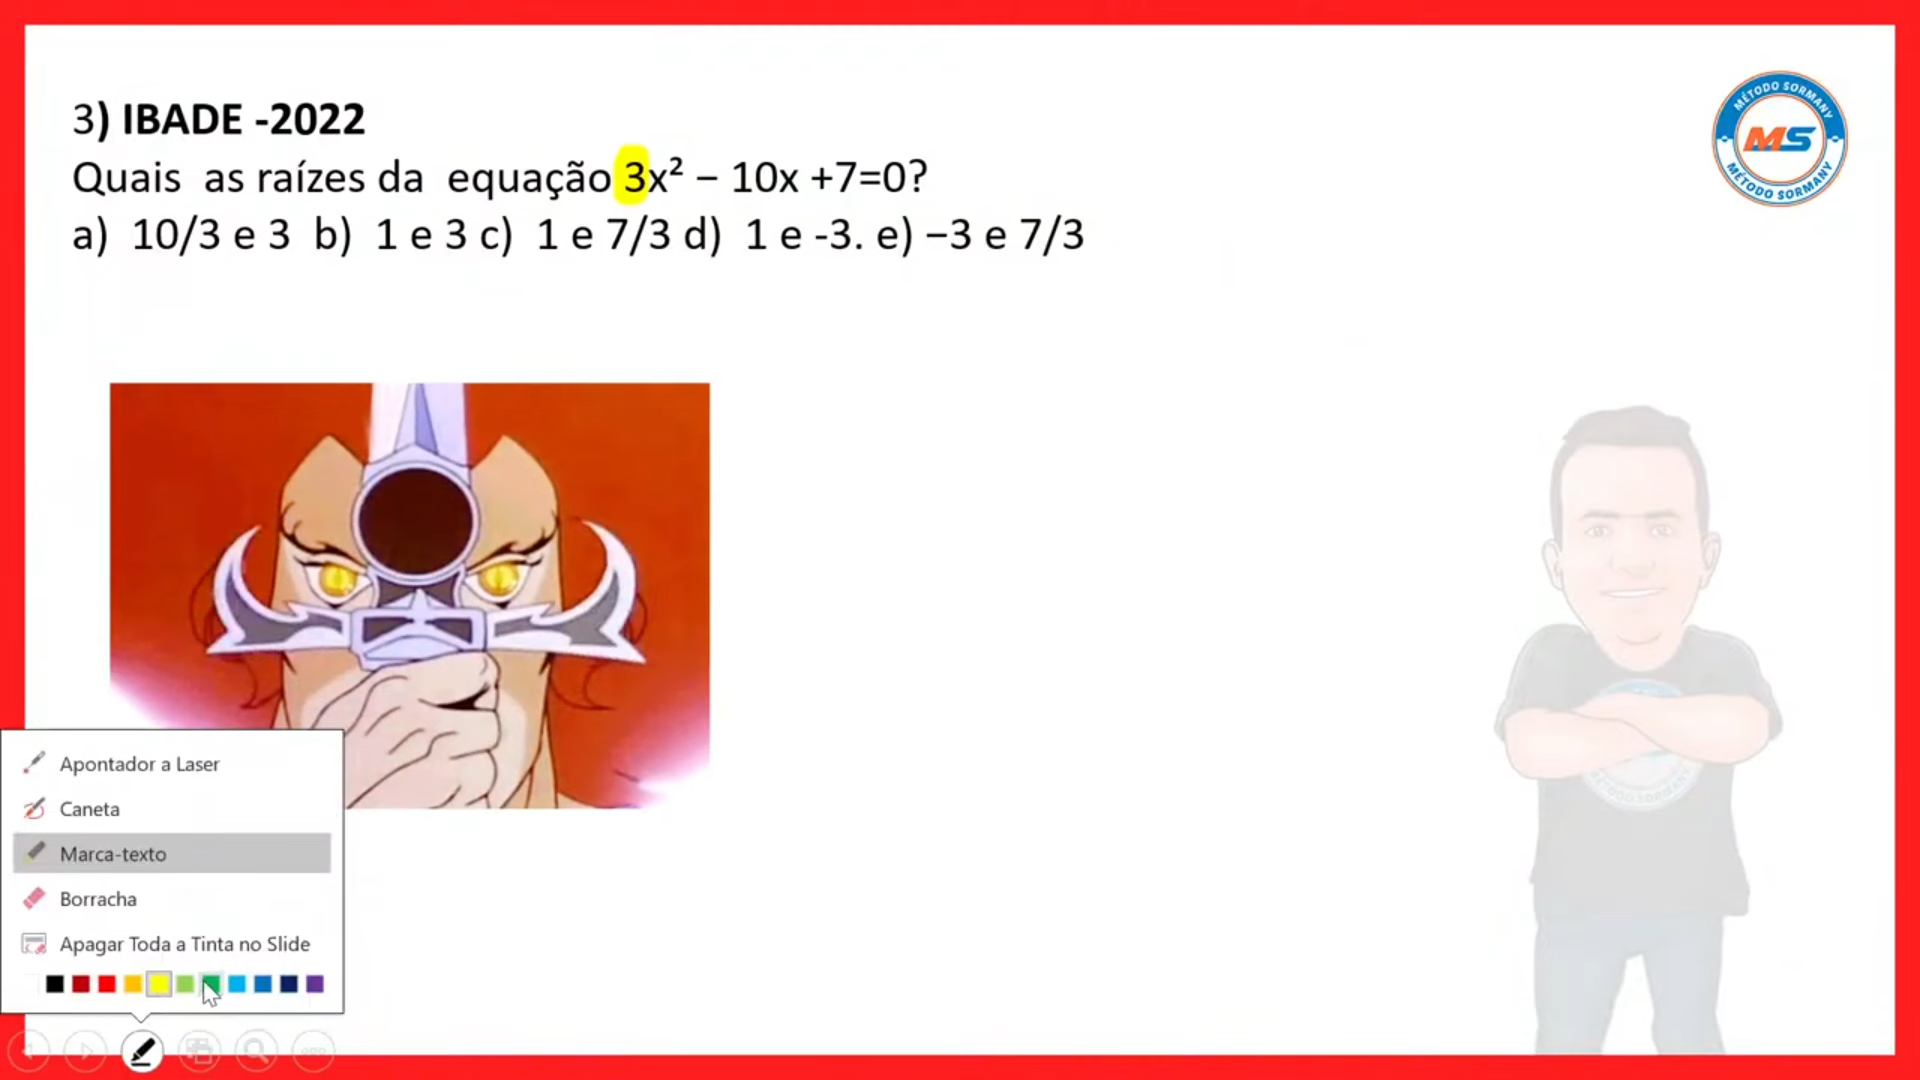 3) IBADE -2022
Quais as raízes da equação 3x² − 10x +7=0?
a) 10/3 e 3 b) 1 e 3 c) 1 e 7/3 d) 1 e -3. e) −3 e 7/3
MÉTODO SORMANY
MS
MÉTODO SORMANY
Apontador a Laser
Caneta
Marca-texto
Borracha
Apagar Toda a Tinta no Slide
MÉTODO SORMANY